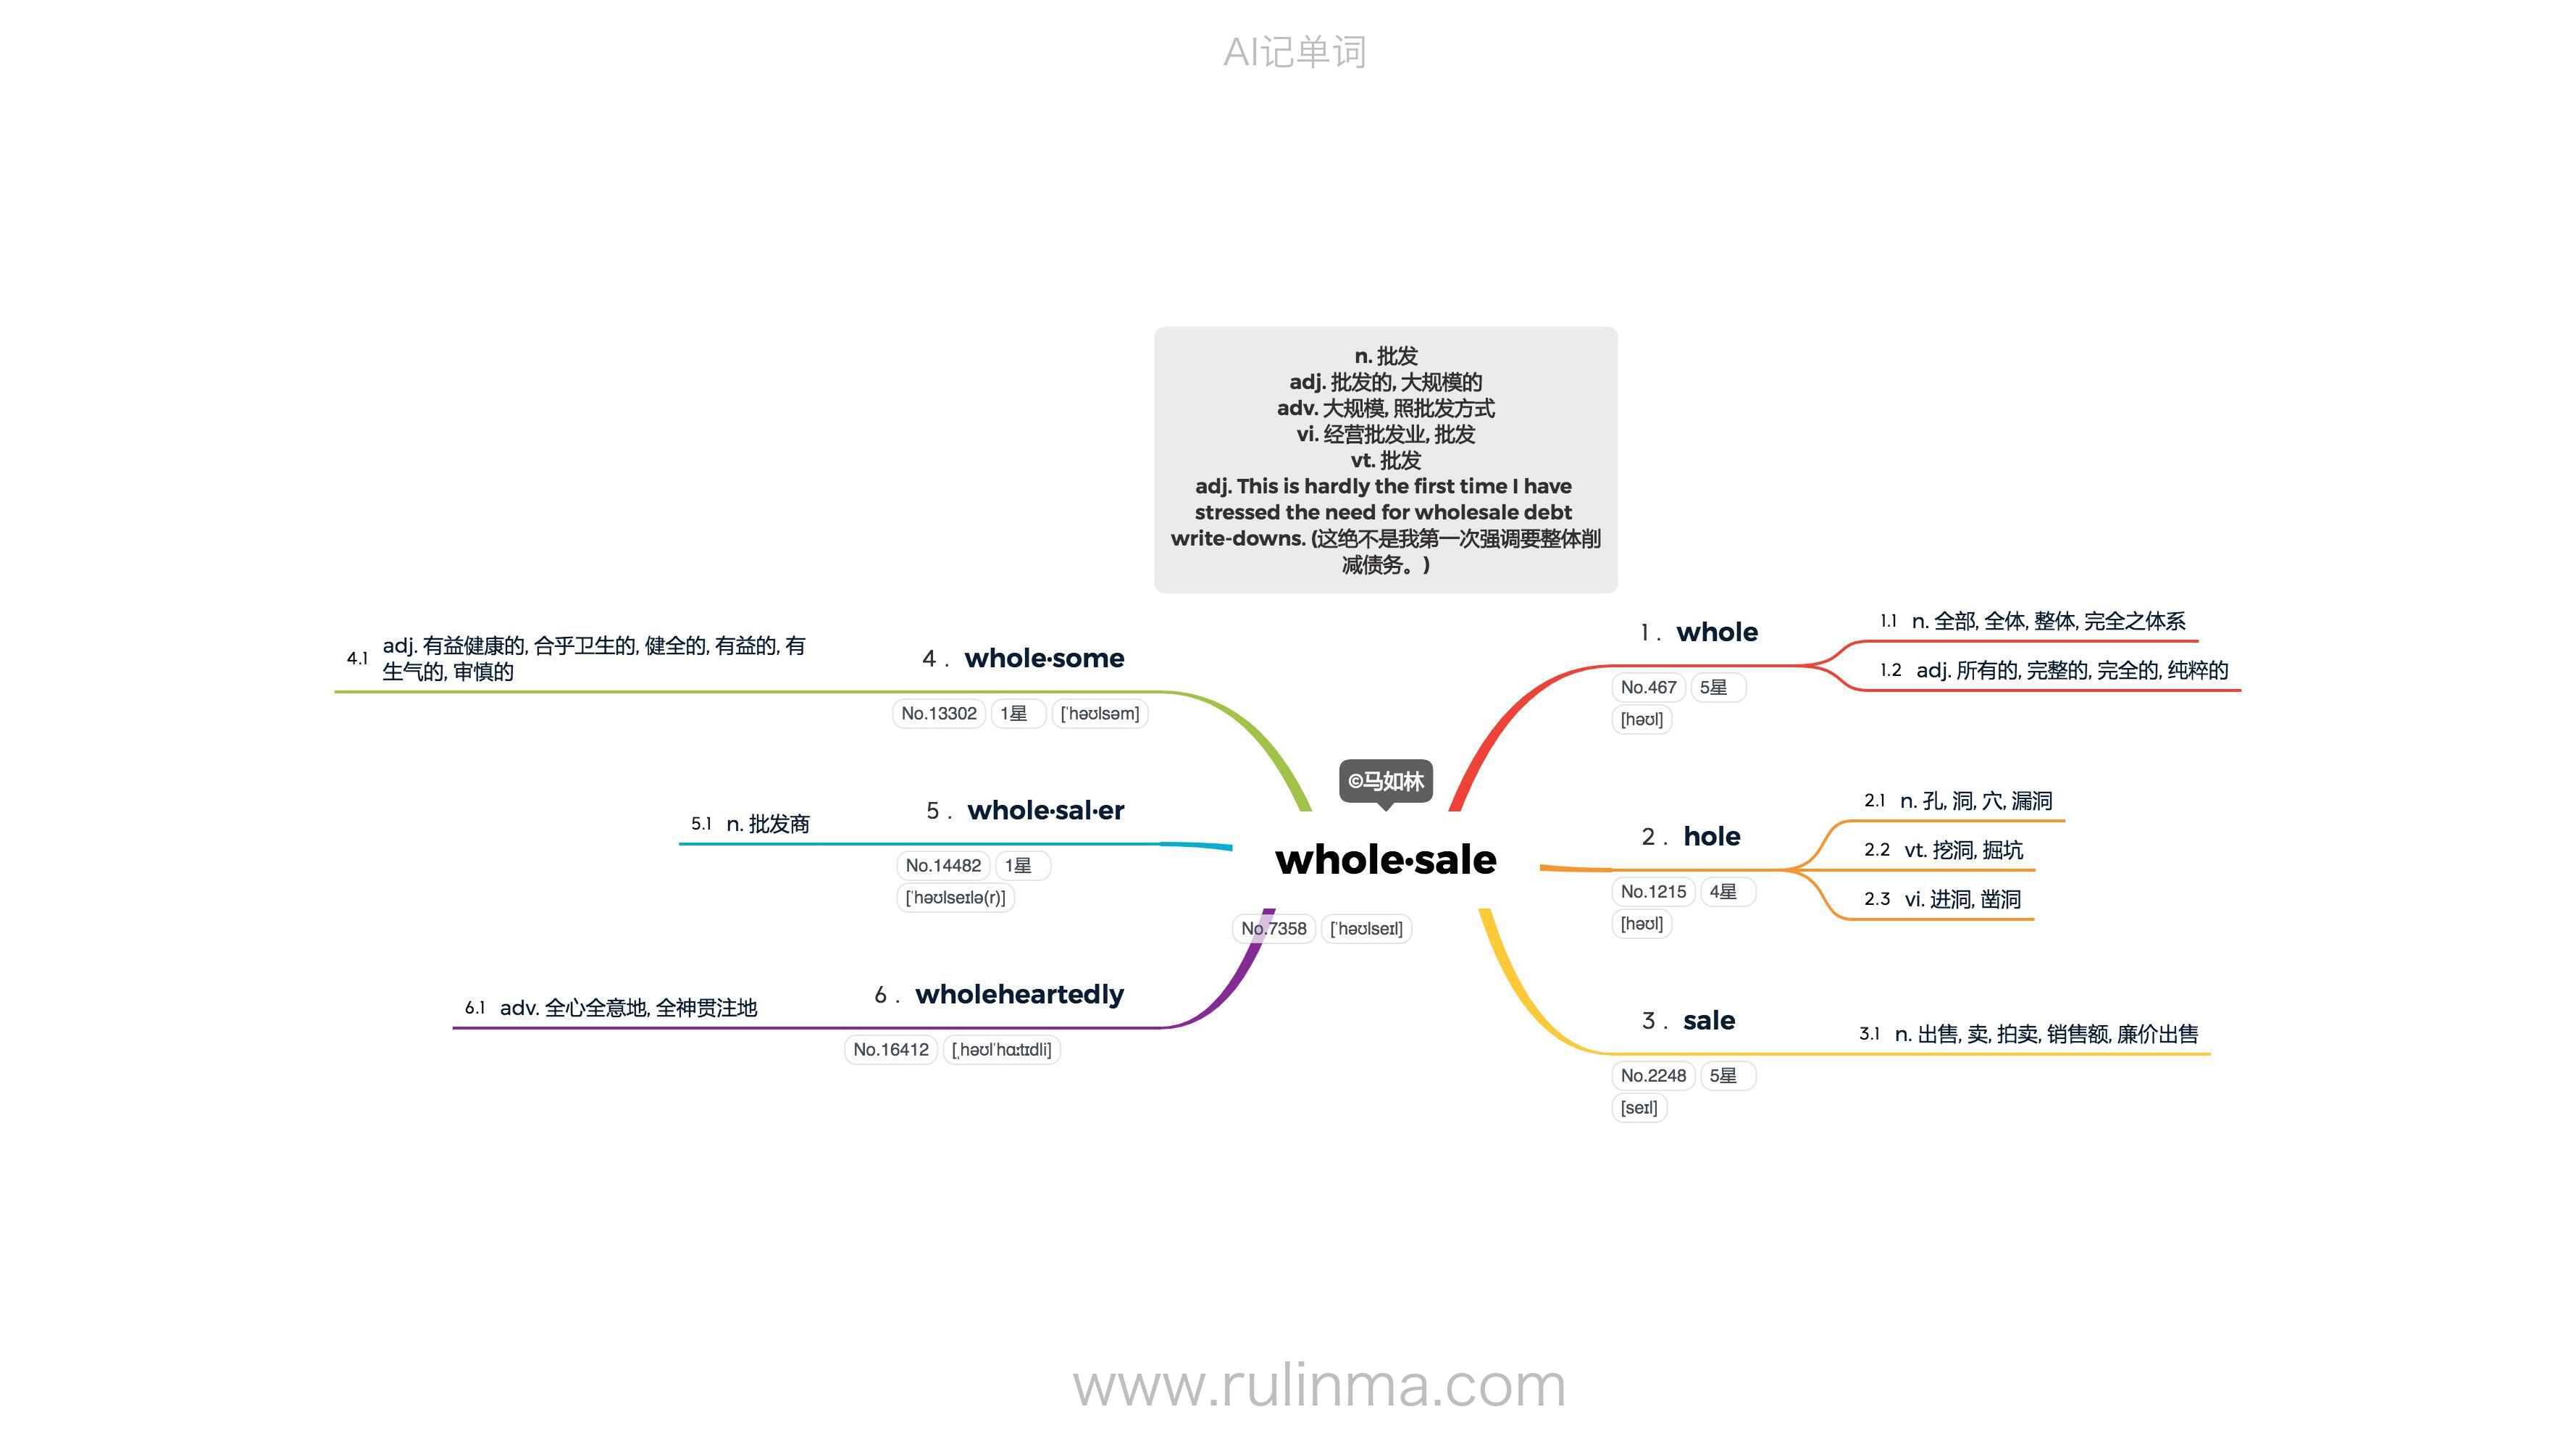 AI记单词
n. 批发
adj. 批发的, 大规模的
adv. 大规模, 照批发方式
vi. 经营批发业, 批发
vt. 批发
adj. This is hardly the first time I have
stressed the need for wholesale debt
write-downs. (这绝不是我第一次强调要整体削
减债务。)
©马如林
whole·sale
No.7358 [ˈhəʊlseɪl]
1. whole
No.467 5星
[həʊl]
1.1 n. 全部, 全体, 整体, 完全之体系
1.2 adj. 所有的, 完整的, 完全的, 纯粹的
2. hole
No.1215 4星
[həʊl]
2.1 n. 孔, 洞, 穴, 漏洞
2.2 vt. 挖洞, 掘坑
2.3 vi. 进洞, 凿洞
3. sale
No.2248 5星
[seɪl]
3.1 n. 出售, 卖, 拍卖, 销售额, 廉价出售
4. whole·some
No.13302 1星 [ˈhəʊlsəm]
4.1 adj. 有益健康的, 合乎卫生的, 健全的, 有益的, 有
生气的, 审慎的
5. whole·sal·er
No.14482 1星
[ˈhəʊlseɪlə(r)]
5.1 n. 批发商
6. wholeheartedly
No.16412 [ˌhəʊlˈhɑːtɪdli]
6.1 adv. 全心全意地, 全神贯注地
www.rulinma.com